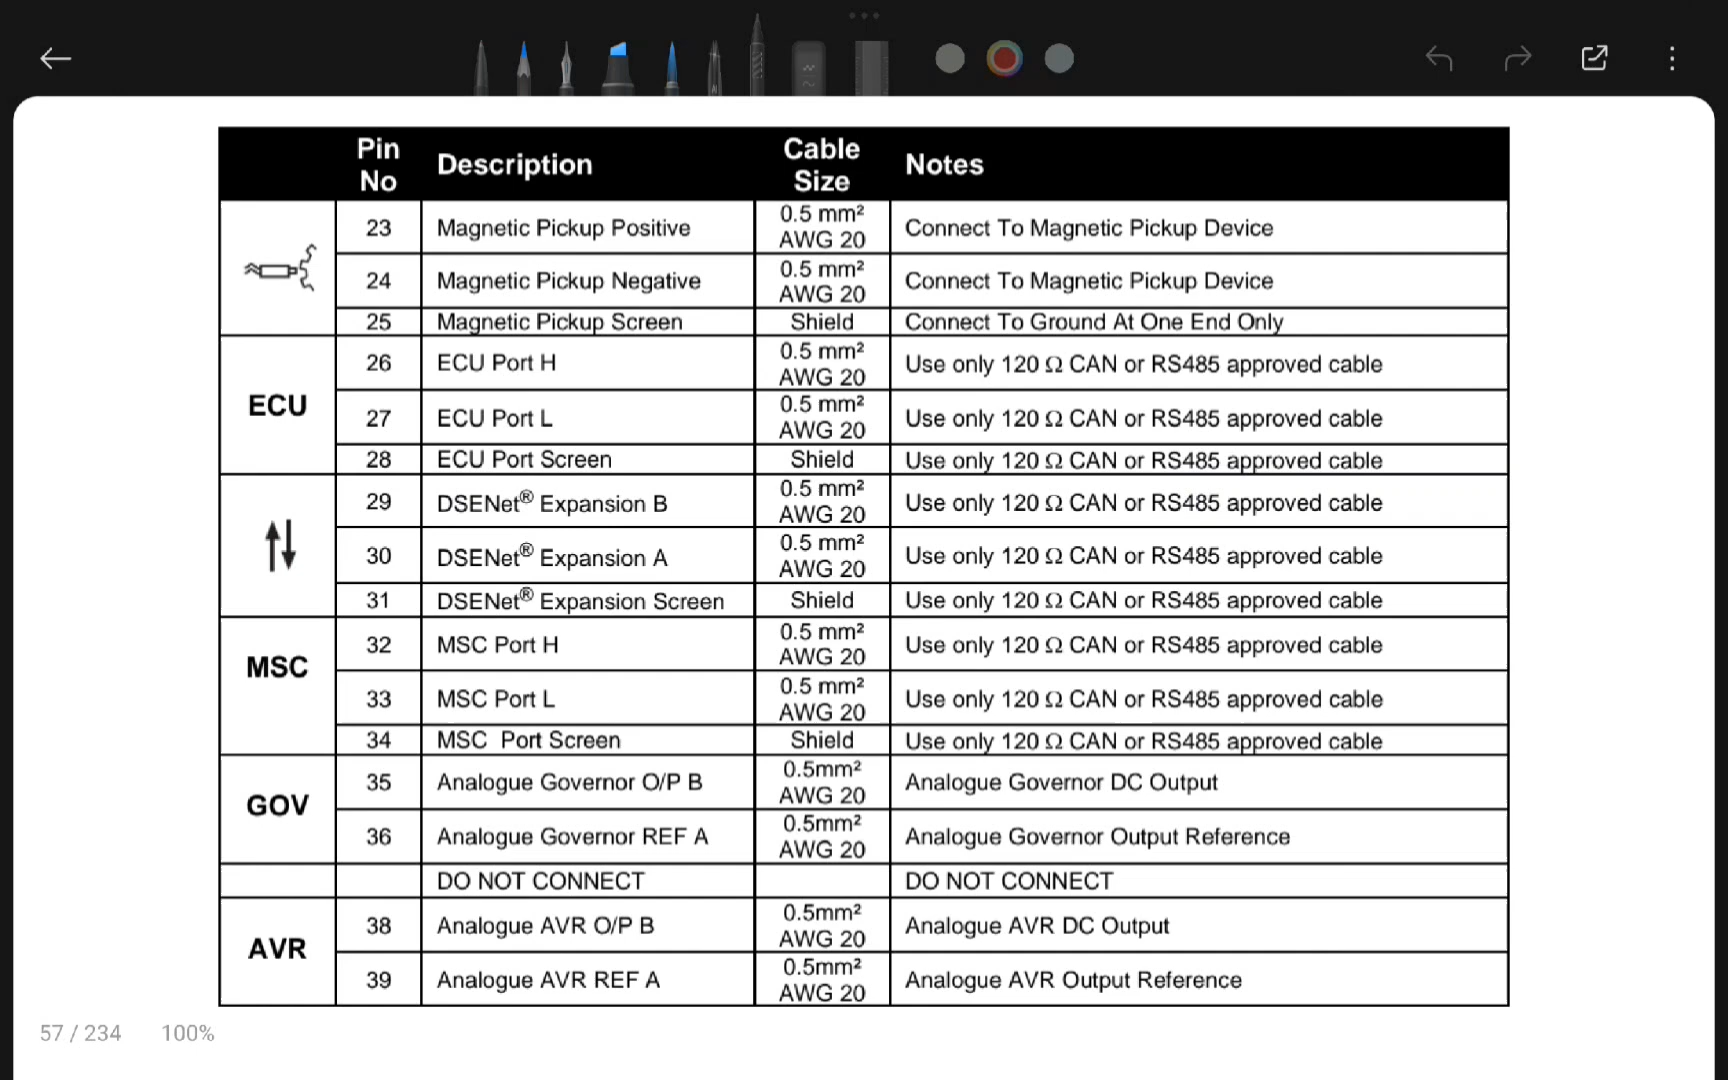 Pin No Description Cable Size Notes
23 Magnetic Pickup Positive 0.5 mm² AWG 20 Connect To Magnetic Pickup Device
24 Magnetic Pickup Negative 0.5 mm² AWG 20 Connect To Magnetic Pickup Device
25 Magnetic Pickup Screen Shield Connect To Ground At One End Only
ECU
26 ECU Port H 0.5 mm² AWG 20 Use only 120 Ω CAN or RS485 approved cable
27 ECU Port L 0.5 mm² AWG 20 Use only 120 Ω CAN or RS485 approved cable
28 ECU Port Screen Shield Use only 120 Ω CAN or RS485 approved cable
29 DSENet® Expansion B 0.5 mm² AWG 20 Use only 120 Ω CAN or RS485 approved cable
30 DSENet® Expansion A 0.5 mm² AWG 20 Use only 120 Ω CAN or RS485 approved cable
31 DSENet® Expansion Screen Shield Use only 120 Ω CAN or RS485 approved cable
MSC
32 MSC Port H 0.5 mm² AWG 20 Use only 120 Ω CAN or RS485 approved cable
33 MSC Port L 0.5 mm² AWG 20 Use only 120 Ω CAN or RS485 approved cable
34 MSC Port Screen Shield Use only 120 Ω CAN or RS485 approved cable
GOV
35 Analogue Governor O/P B 0.5mm² AWG 20 Analogue Governor DC Output
36 Analogue Governor REF A 0.5mm² AWG 20 Analogue Governor Output Reference
DO NOT CONNECT DO NOT CONNECT
AVR
38 Analogue AVR O/P B 0.5mm² AWG 20 Analogue AVR DC Output
39 Analogue AVR REF A 0.5mm² AWG 20 Analogue AVR Output Reference
57 / 234 100%